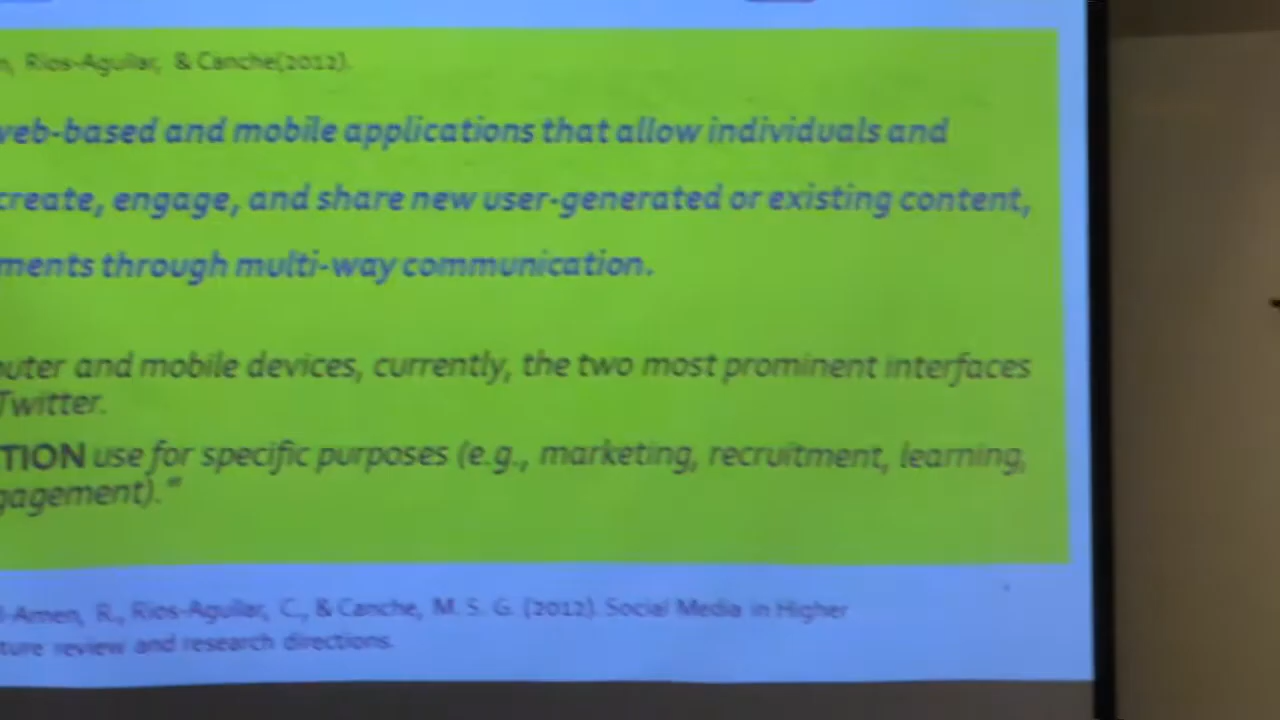 , Rios-Aguilar, & Canche(2012).
web-based and mobile applications that allow individuals and
create, engage, and share new user-generated or existing content,
ments through multi-way communication.
outer and mobile devices, currently, the two most prominent interfaces
Twitter.
TION use for specific purposes (e.g., marketing, recruitment, learning,
gagement)."
l-Amen, R., Rios-Aguilar, C., & Canche, M. S. G. (2012). Social Media in Higher
ture review and research directions.